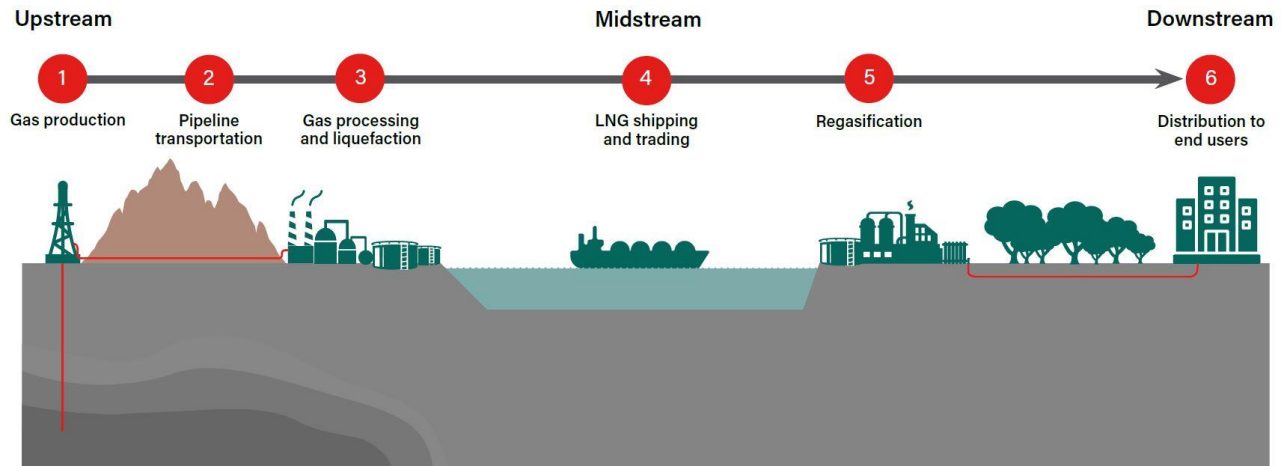 Upstream
Midstream
Downstream
1
2
3
4
5
6
Gas production
Pipeline
transportation
Gas processing
and liquefaction
LNG shipping
and trading
Regasification
Distribution to
end users